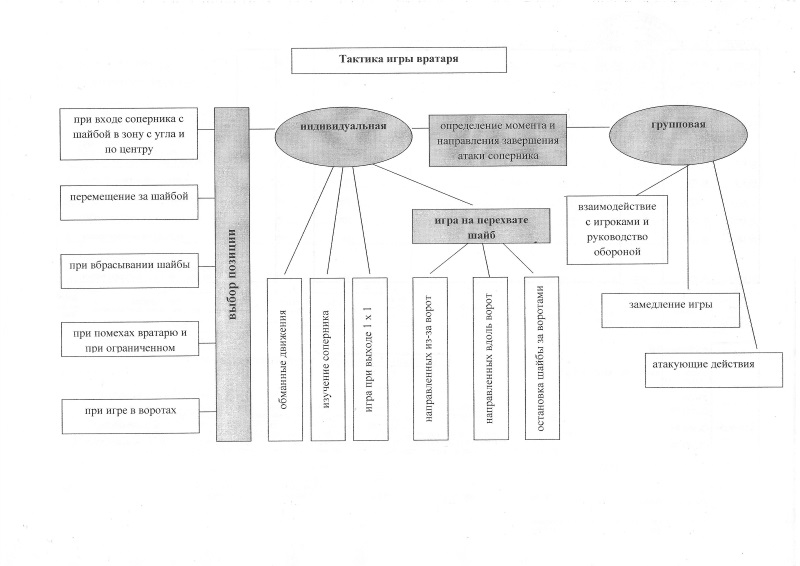 Тактика игры вратаря
при входе соперника с
шайбой в зону с угла и
по центру
перемещение за шайбой
при вбрасывании шайбы
при помехах вратарю и
при ограниченном
при игре в воротах
выбор позиции
индивидуальная
определение момента и
направления завершения
атаки соперника
групповая
обманные движения
изучение соперника
игра при выходе 1 х 1
игра на перехвате
шайб
направленных из-за ворот
направленных вдоль ворот
остановка шайбы за воротами
взаимодействие
с игроками и
руководство
обороной
замедление игры
атакующие действия